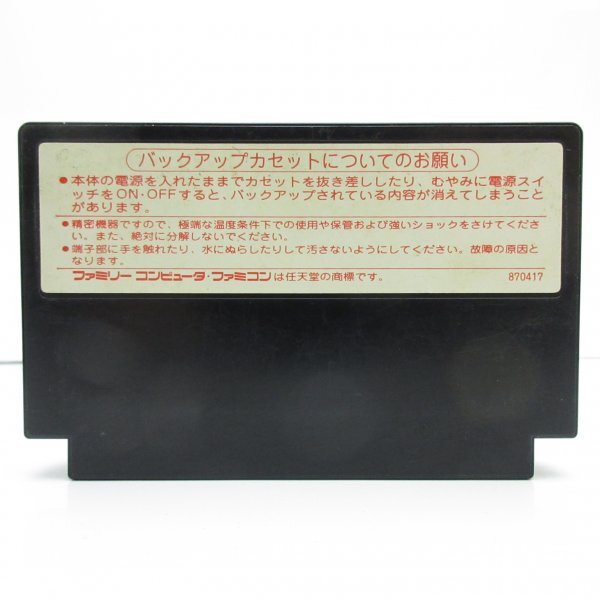 バックアップカセットについてのお願い
●本体の電源を入れたままでカセットを抜き差ししたり、むやみに電源スイ
ッチをON・OFFすると、バックアップされている内容が消えてしまうこと
があります。
●精密機器ですので、極端な温度条件下での使用や保管および強いショックをさけてくださ
い。また、絶対に分解しないでください。
●端子部に手を触れたり、水にぬらしたりして汚さないようにしてください。故障の原因と
なります。
ファミリー コンピュータ・ファミコンは任天堂の商標です。 870417